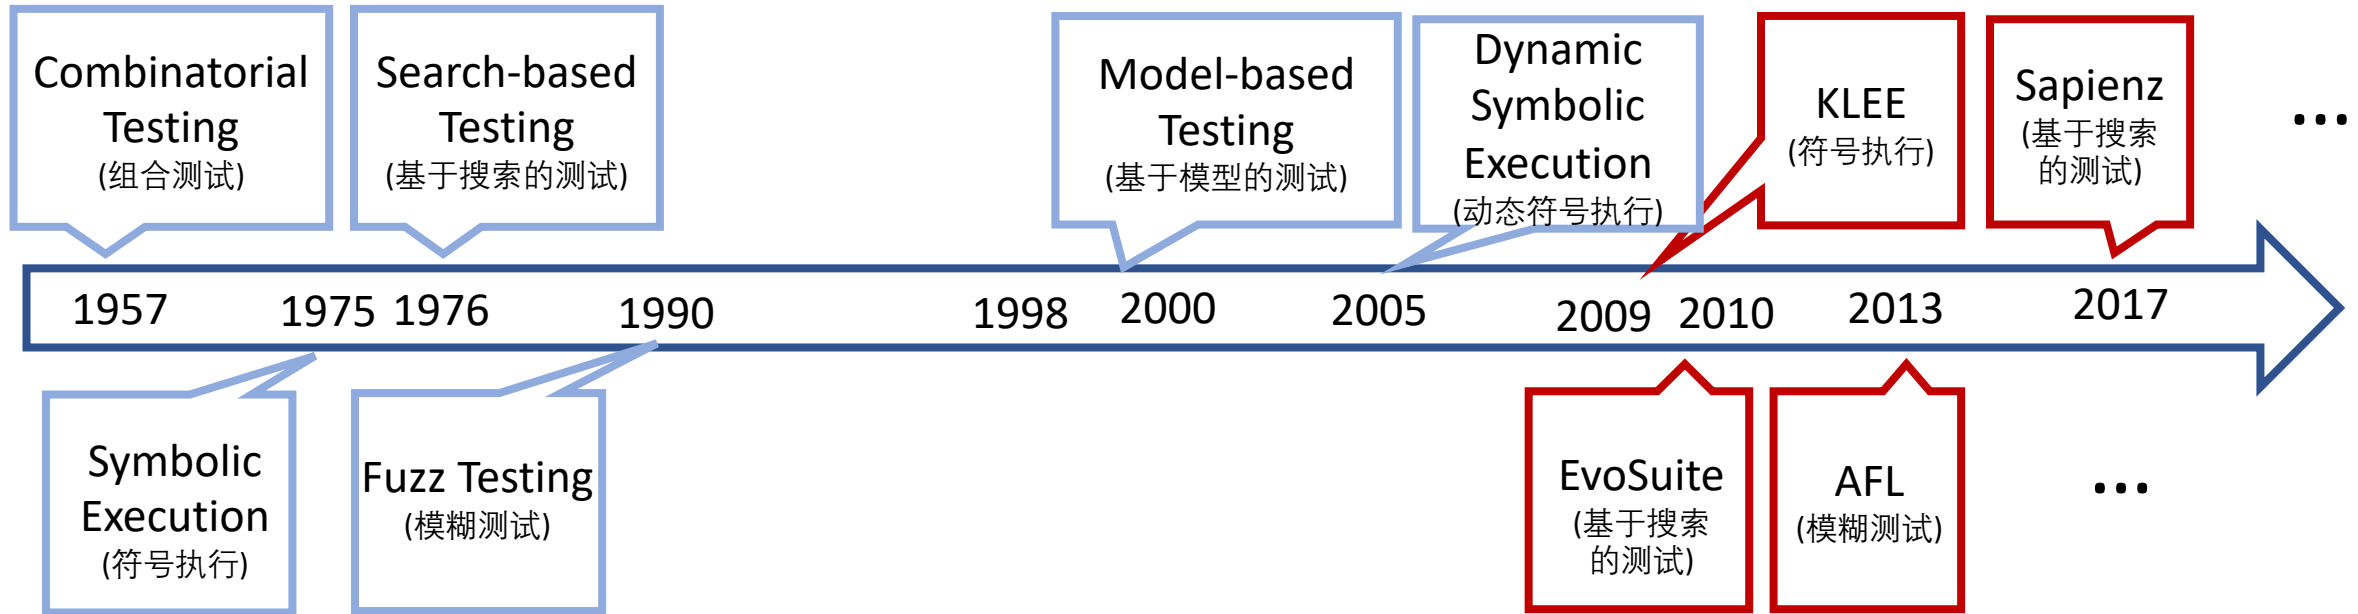 Combinatorial
Testing
(组合测试)
Search-based
Testing
(基于搜索的测试)
Model-based
Testing
(基于模型的测试)
Dynamic
Symbolic
Execution
(动态符号执行)
KLEE
(符号执行)
Sapienz
(基于搜索
的测试)
...
1957
1975
1976
1990
1998
2000
2005
2009
2010
2013
2017
Symbolic
Execution
(符号执行)
Fuzz Testing
(模糊测试)
EvoSuite
(基于搜索
的测试)
AFL
(模糊测试)
...